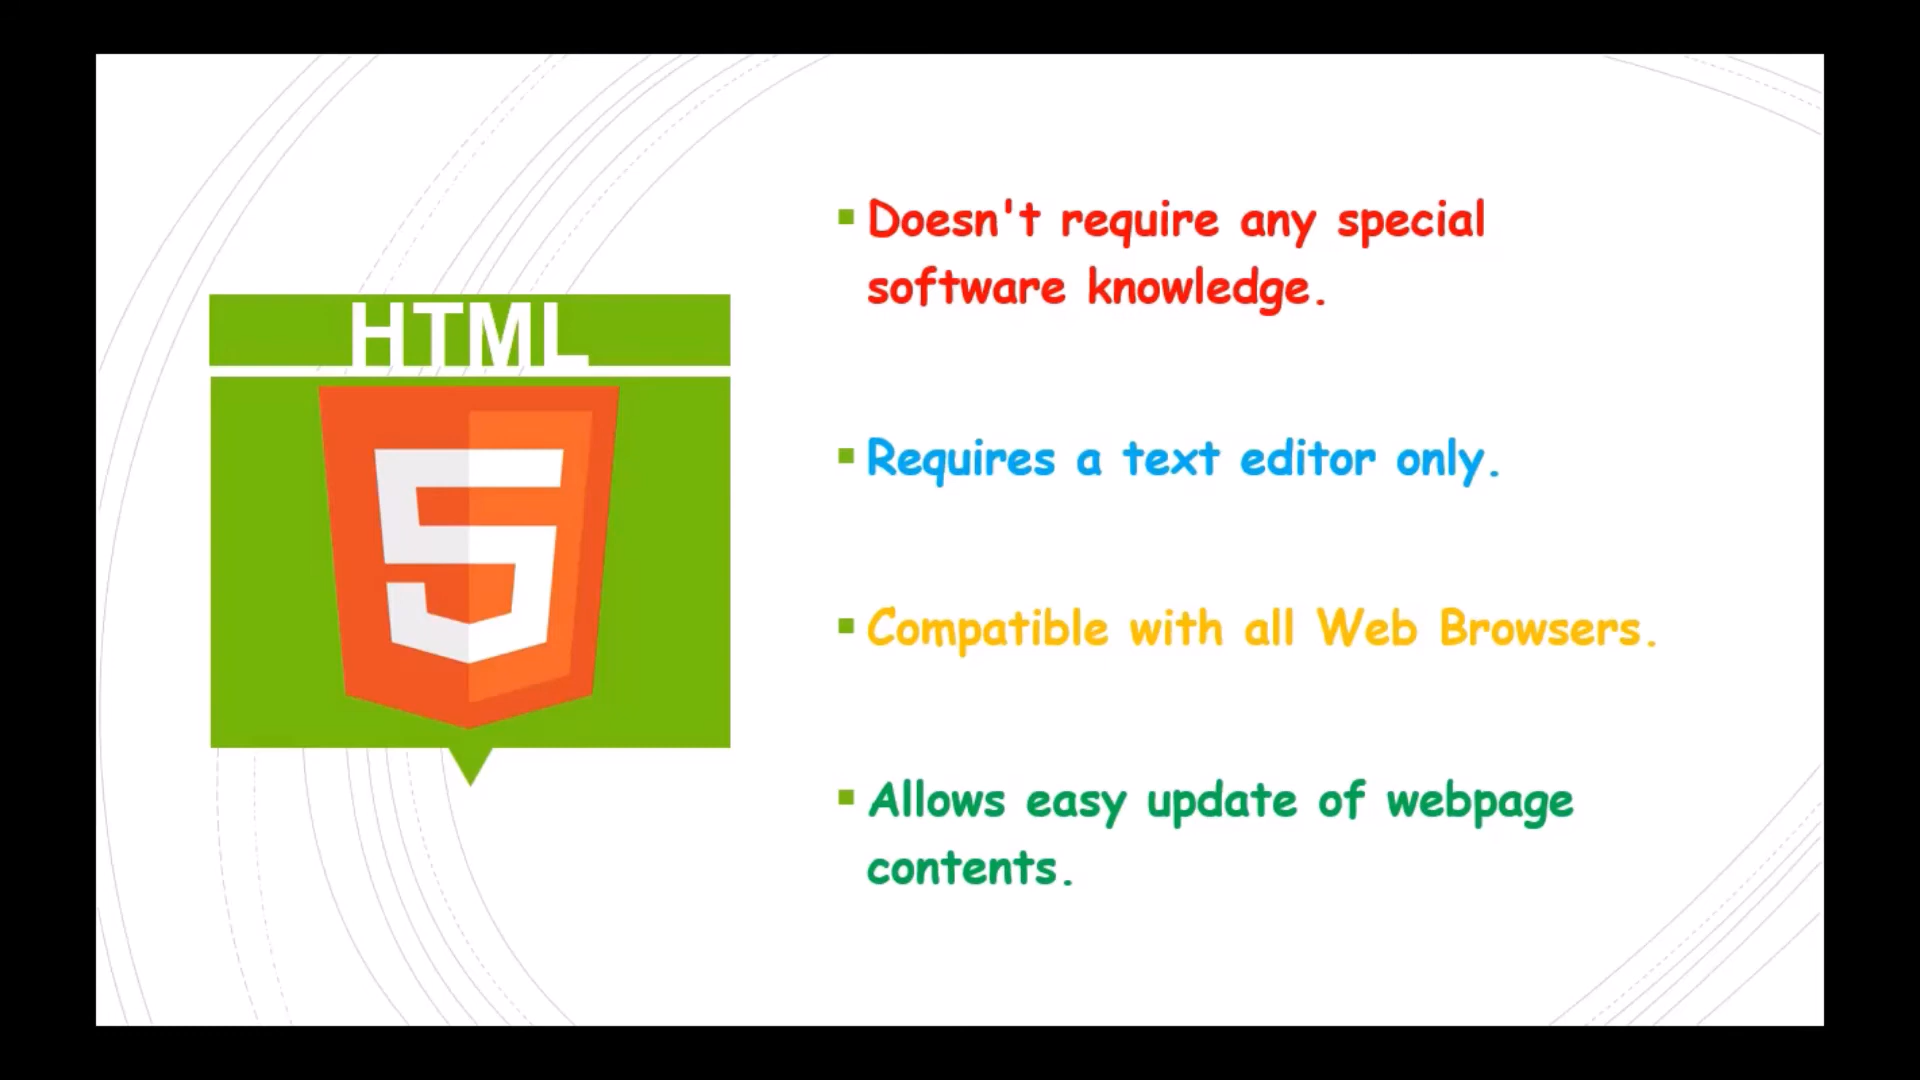 HTML
5
Doesn't require any special
software knowledge.
Requires a text editor only.
Compatible with all Web Browsers.
Allows easy update of webpage
contents.